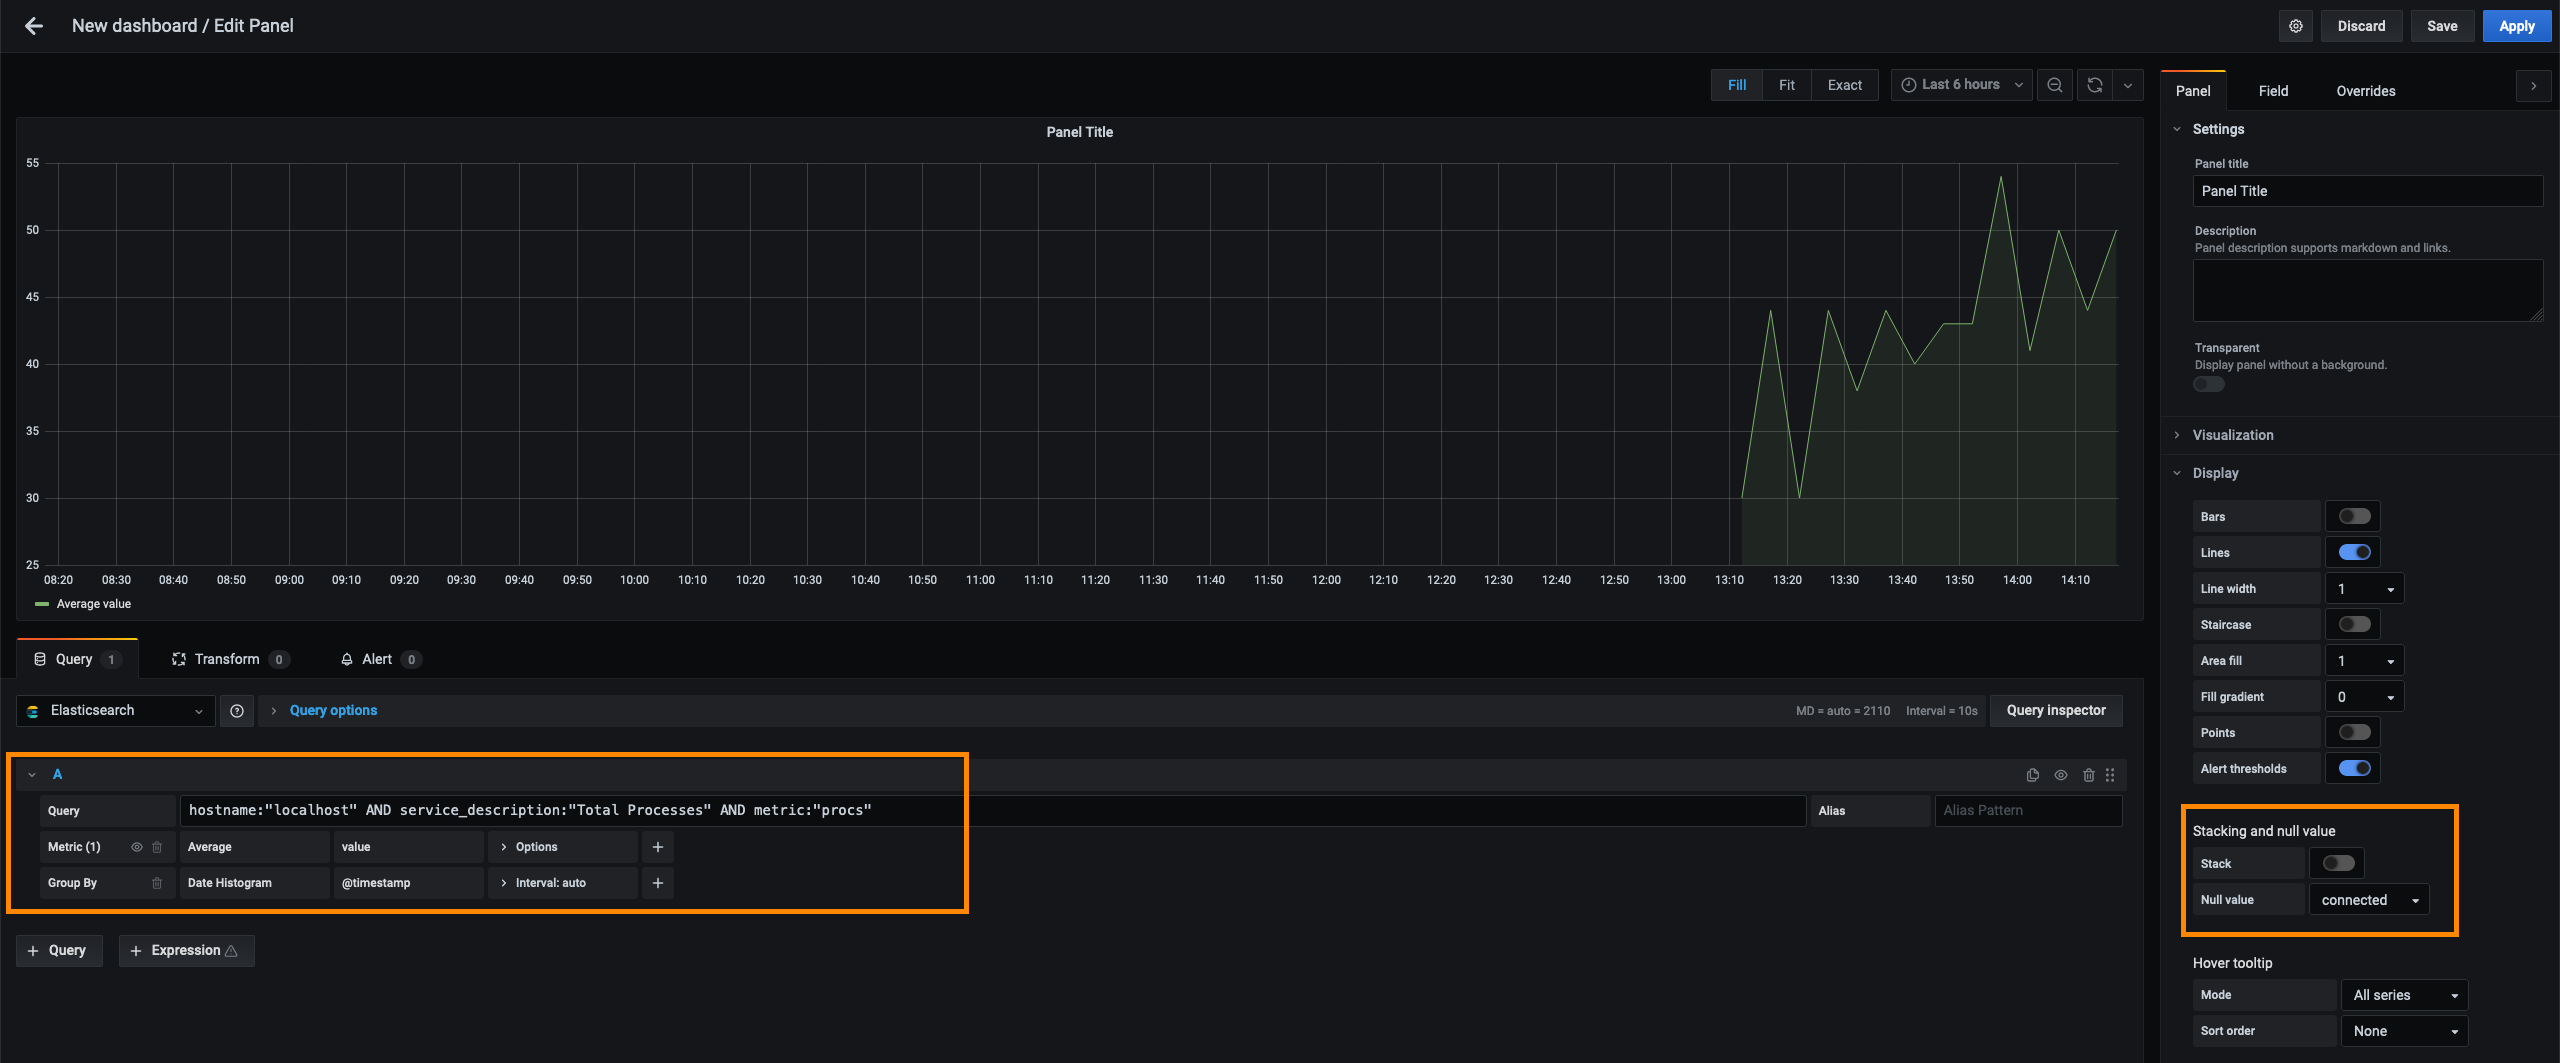 New dashboard / Edit Panel
Discard
Save
Apply
Fill
Fit
Exact
Last 6 hours
Panel Title
55
50
45
40
35
30
25
08:20 08:30 08:40 08:50 09:00 09:10 09:20 09:30 09:40 09:50 10:00 10:10 10:20 10:30 10:40 10:50 11:00 11:10 11:20 11:30 11:40 11:50 12:00 12:10 12:20 12:30 12:40 12:50 13:00 13:10 13:20 13:30 13:40 13:50 14:00 14:10
Average value
Query 1
Transform 0
Alert 0
Elasticsearch
Query options
MD = auto = 2110
Interval = 10s
Query inspector
A
Query
hostname:"localhost" AND service_description:"Total Processes" AND metric:"procs"
Alias
Alias Pattern
Metric (1)
Average
value
Options
Group By
Date Histogram
@timestamp
Interval: auto
Query
Expression
Panel
Field
Overrides
Settings
Panel title
Panel Title
Description
Panel description supports markdown and links.
Transparent
Display panel without a background.
Visualization
Display
Bars
Lines
Line width 1
Staircase
Area fill 1
Fill gradient 0
Points
Alert thresholds
Stacking and null value
Stack
Null value connected
Hover tooltip
Mode All series
Sort order None